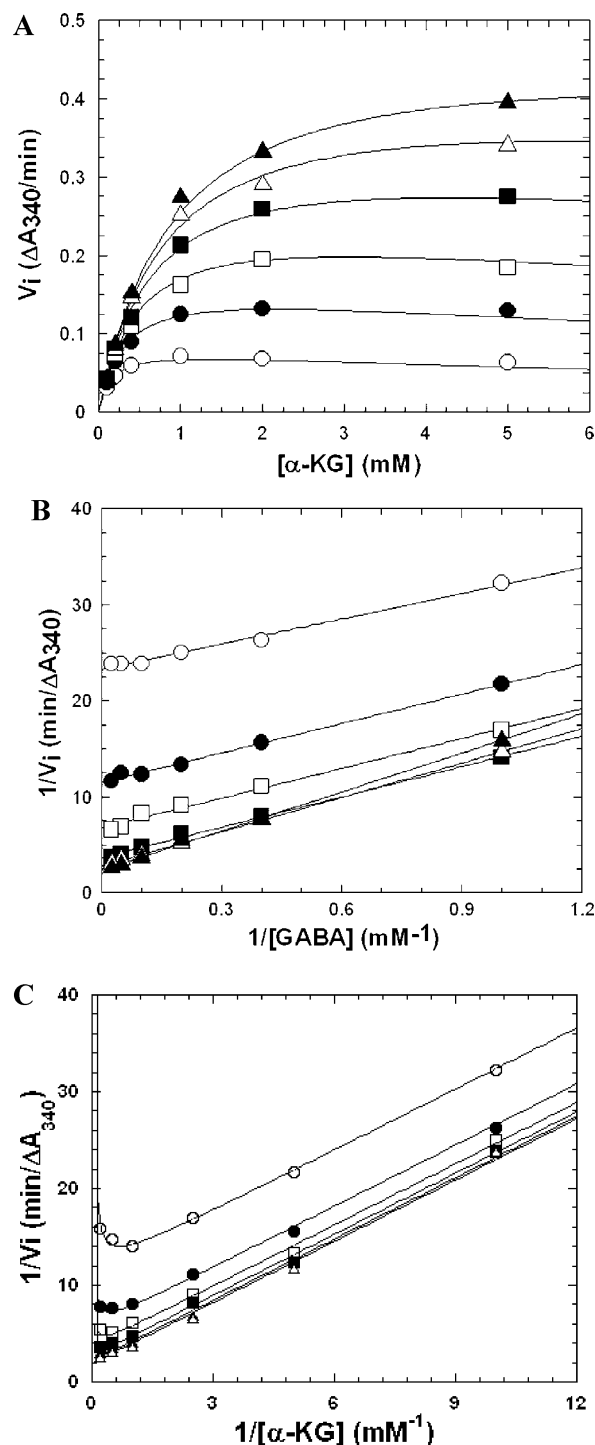 A
0.5
0.4
0.3
0.2
0.1
0
Vi (ΔA340/min)
0 1 2 3 4 5 6
[α-KG] (mM)
B
40
30
20
10
0
1/Vi (min/ΔA340)
0 0.3 0.6 0.9 1.2
1/[GABA] (mM-1)
C
40
30
20
10
0
1/Vi (min/ΔA340)
0 3 6 9 12
1/[α-KG] (mM-1)